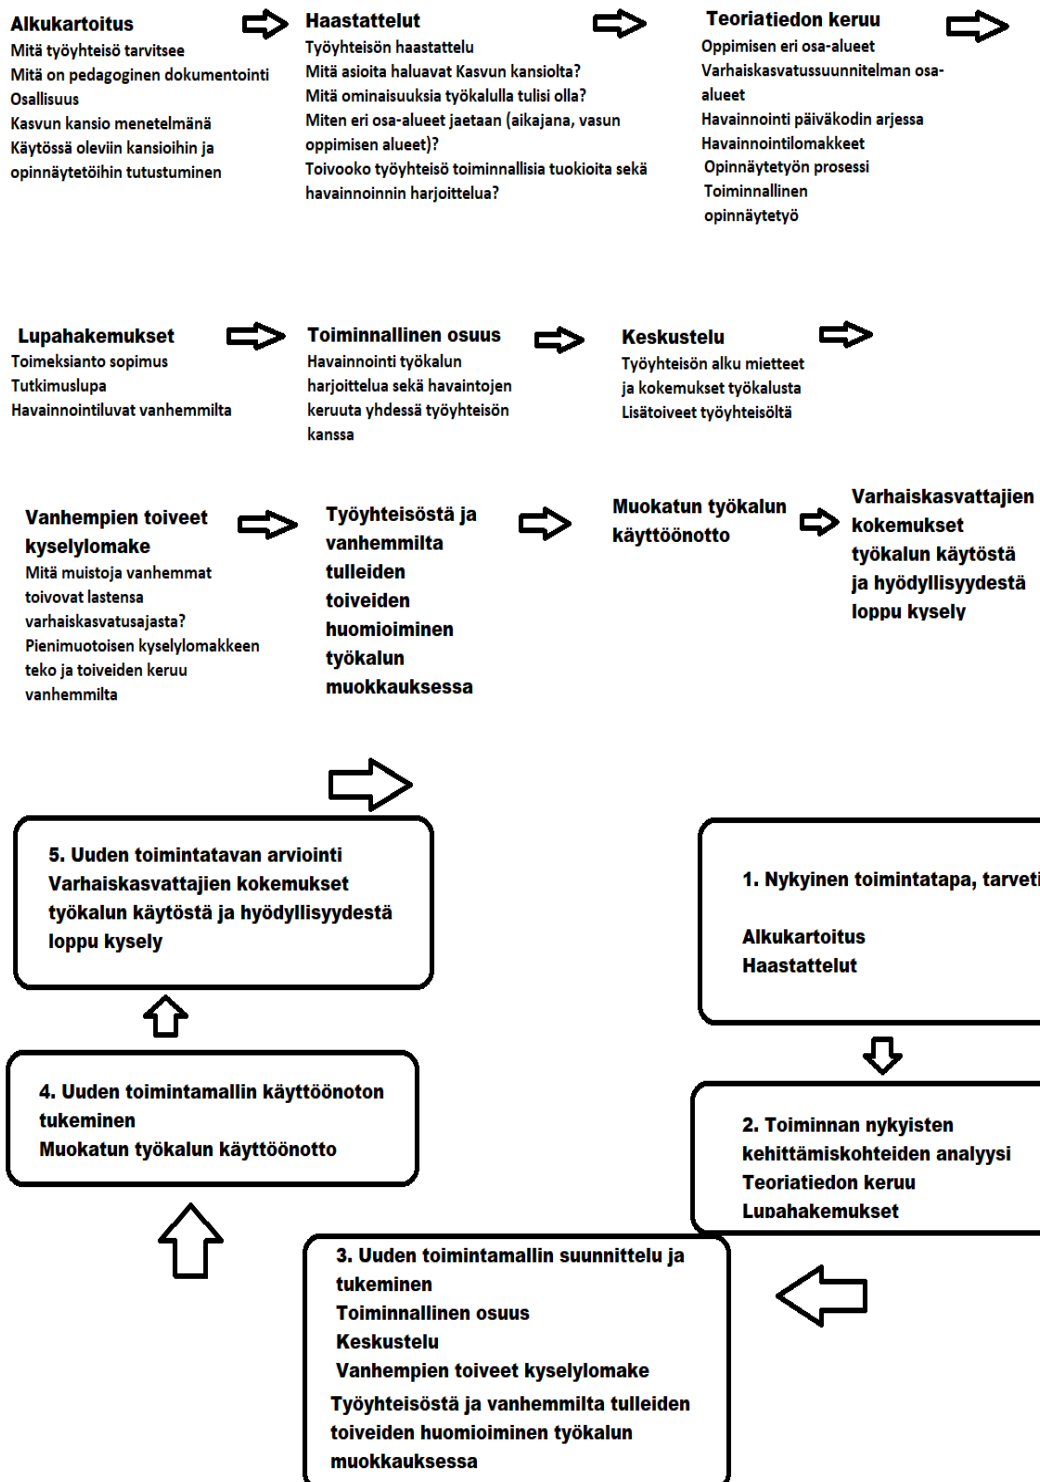 Alkukartoitus
Mitä työyhteisö tarvitsee
Mitä on pedagoginen dokumentointi
Osallisuus
Kasvun kansio menetelmänä
Käytössä oleviin kansioihin ja
opinnäytetöihin tutustuminen
Haastattelut
Työyhteisön haastattelu
Mitä asioita haluavat Kasvun kansiolta?
Mitä ominaisuuksia työkalulla tulisi olla?
Miten eri osa-alueet jaetaan (aikajana, vasun
oppimisen alueet)?
Toivooko työyhteisö toiminnallisia tuokioita sekä
havainnoinnin harjoittelua?
Teoriatiedon keruu
Oppimisen eri osa-alueet
Varhaiskasvatussuunnitelman osa-
alueet
Havainnointi päiväkodin arjessa
Havainnointilomakkeet
Opinnäytetyön prosessi
Toiminnallinen
opinnäytetyö
Lupahakemukset
Toimeksianto sopimus
Tutkimuslupa
Havainnointiluvat vanhemmilta
Toiminnallinen osuus
Havainnointi työkalun
harjoittelua sekä havaintojen
keruuta yhdessä työyhteisön
kanssa
Keskustelu
Työyhteisön alku mietteet
ja kokemukset työkalusta
Lisätoiveet työyhteisöltä
Vanhempien toiveet
kyselylomake
Mitä muistoja vanhemmat
toivovat lastensa
varhaiskasvatusajasta?
Pienimuotoisen kyselylomakkeen
teko ja toiveiden keruu
vanhemmilta
Työyhteisöstä ja
vanhemmilta
tulleiden
toiveiden
huomioiminen
työkalun
muokkauksessa
Muokatun työkalun
käyttöönotto
Varhaiskasvattajien
kokemukset
työkalun käytöstä
ja hyödyllisyydestä
loppu kysely
5. Uuden toimintatavan arviointi
Varhaiskasvattajien kokemukset
työkalun käytöstä ja hyödyllisyydestä
loppu kysely
1. Nykyinen toimintatapa, tarveti
Alkukartoitus
Haastattelut
4. Uuden toimintamallin käyttöönoton
tukeminen
Muokatun työkalun käyttöönotto
2. Toiminnan nykyisten
kehittämiskohteiden analyysi
Teoriatiedon keruu
Lupahakemukset
3. Uuden toimintamallin suunnittelu ja
tukeminen
Toiminnallinen osuus
Keskustelu
Vanhempien toiveet kyselylomake
Työyhteisöstä ja vanhemmilta tulleiden
toiveiden huomioiminen työkalun
muokkauksessa